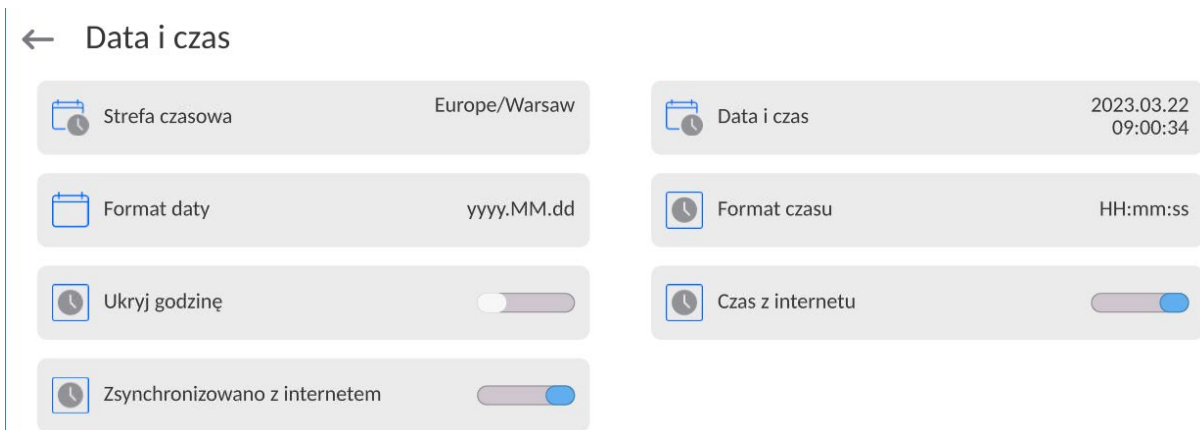 Data i czas
Strefa czasowa
Europe/Warsaw
Data i czas
2023.03.22
09:00:34
Format daty
yyyy.MM.dd
Format czasu
HH:mm:ss
Ukryj godzinę
Czas z internetu
Zsynchronizowano z internetem